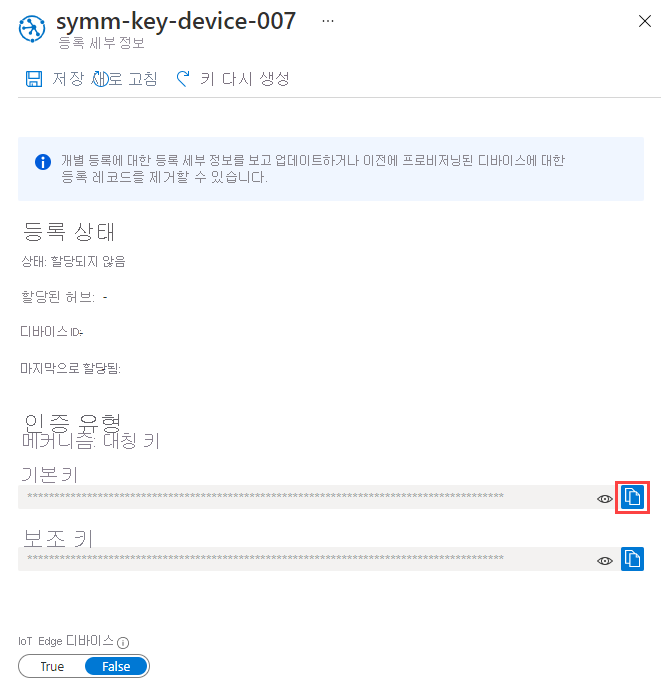 symm-key-device-007 ...
등록 세부 정보
저장 새로 고침 키 다시 생성
개별 등록에 대한 등록 세부 정보를 보고 업데이트하거나 이전에 프로비저닝된 디바이스에 대한
등록 레코드를 제거할 수 있습니다.
등록 상태
상태: 할당되지 않음
할당된 허브: -
디바이스 ID:-
마지막으로 할당됨:
인증 유형
메커니즘: 대칭 키
기본 키
****************************************************************************************
보조 키
****************************************************************************************
IoT Edge 디바이스
True False